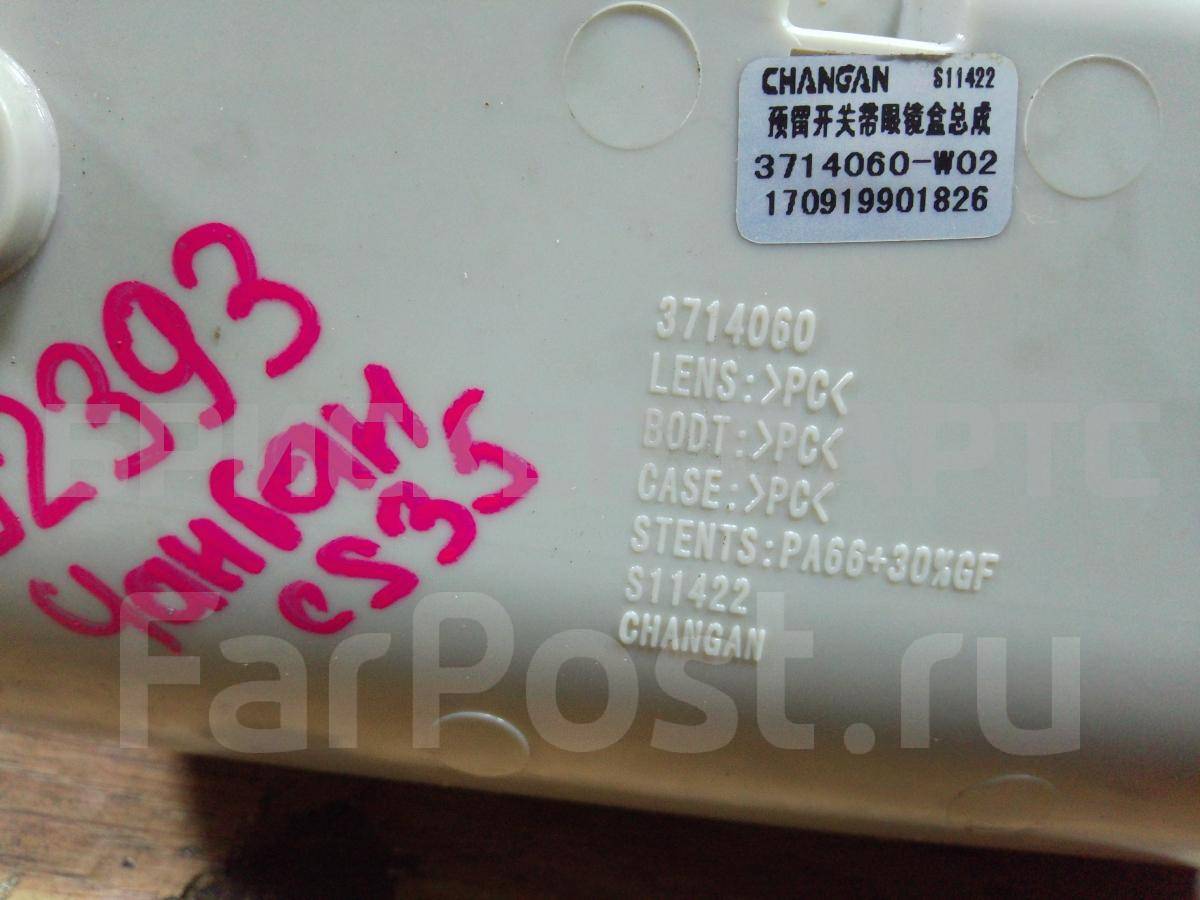 CHANGAN S11422
预留开关带眼镜盒总成
3714060-W02
170919901826
3714060
LENS:>PC<
BODT:>PC<
CASE:>PC<
STENTS:PA66+30%GF
S11422
CHANGAN
2393
Чанган
cs35
FarPost.ru